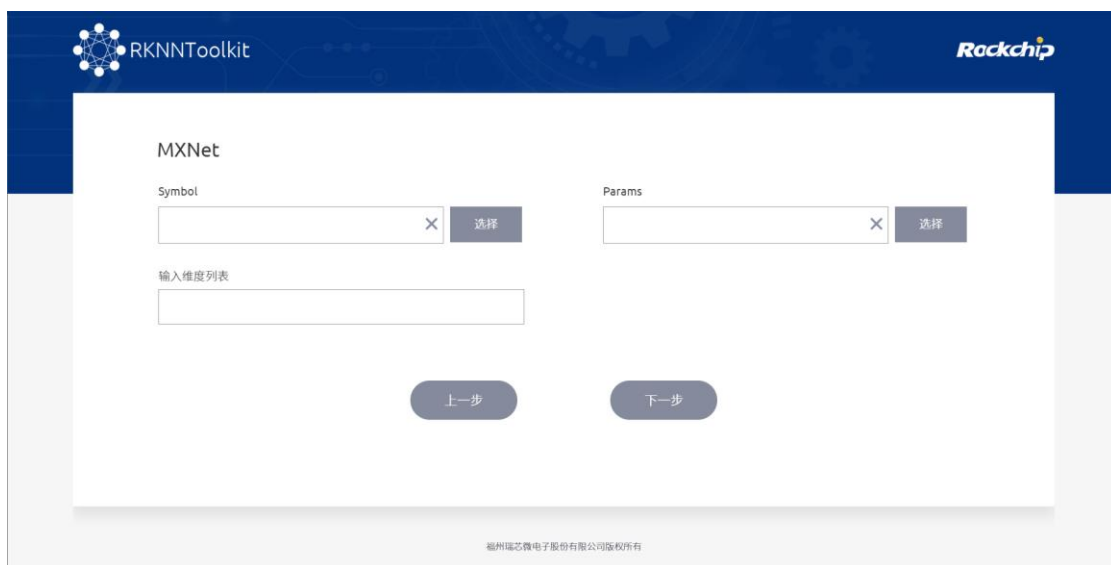 RKNNToolkit
Rockchip
MXNet
Symbol
Params
选择
选择
输入维度列表
上一步
下一步
福州瑞芯微电子股份有限公司版权所有